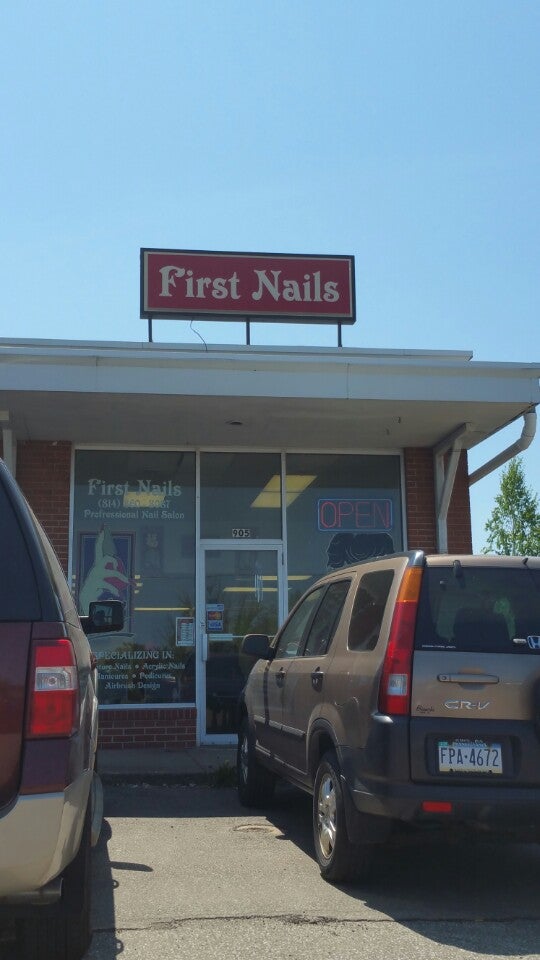 First Nails
First Nails
(814)
Professional Nail Salon
OPEN
905
VISA
SPECIALIZING IN:
Nails • Acrylic Nails
Manicures • Pedicures
Airbrush Design
CR-V
FPA-4672